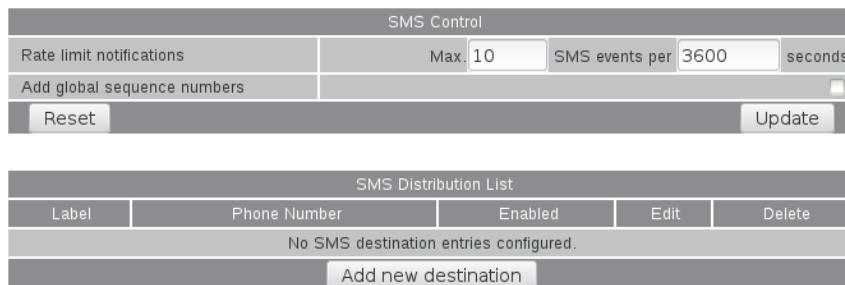 SMS Control
Rate limit notifications Max. 10 SMS events per 3600 seconds
Add global sequence numbers
Reset Update
SMS Distribution List
Label Phone Number Enabled Edit Delete
No SMS destination entries configured.
Add new destination